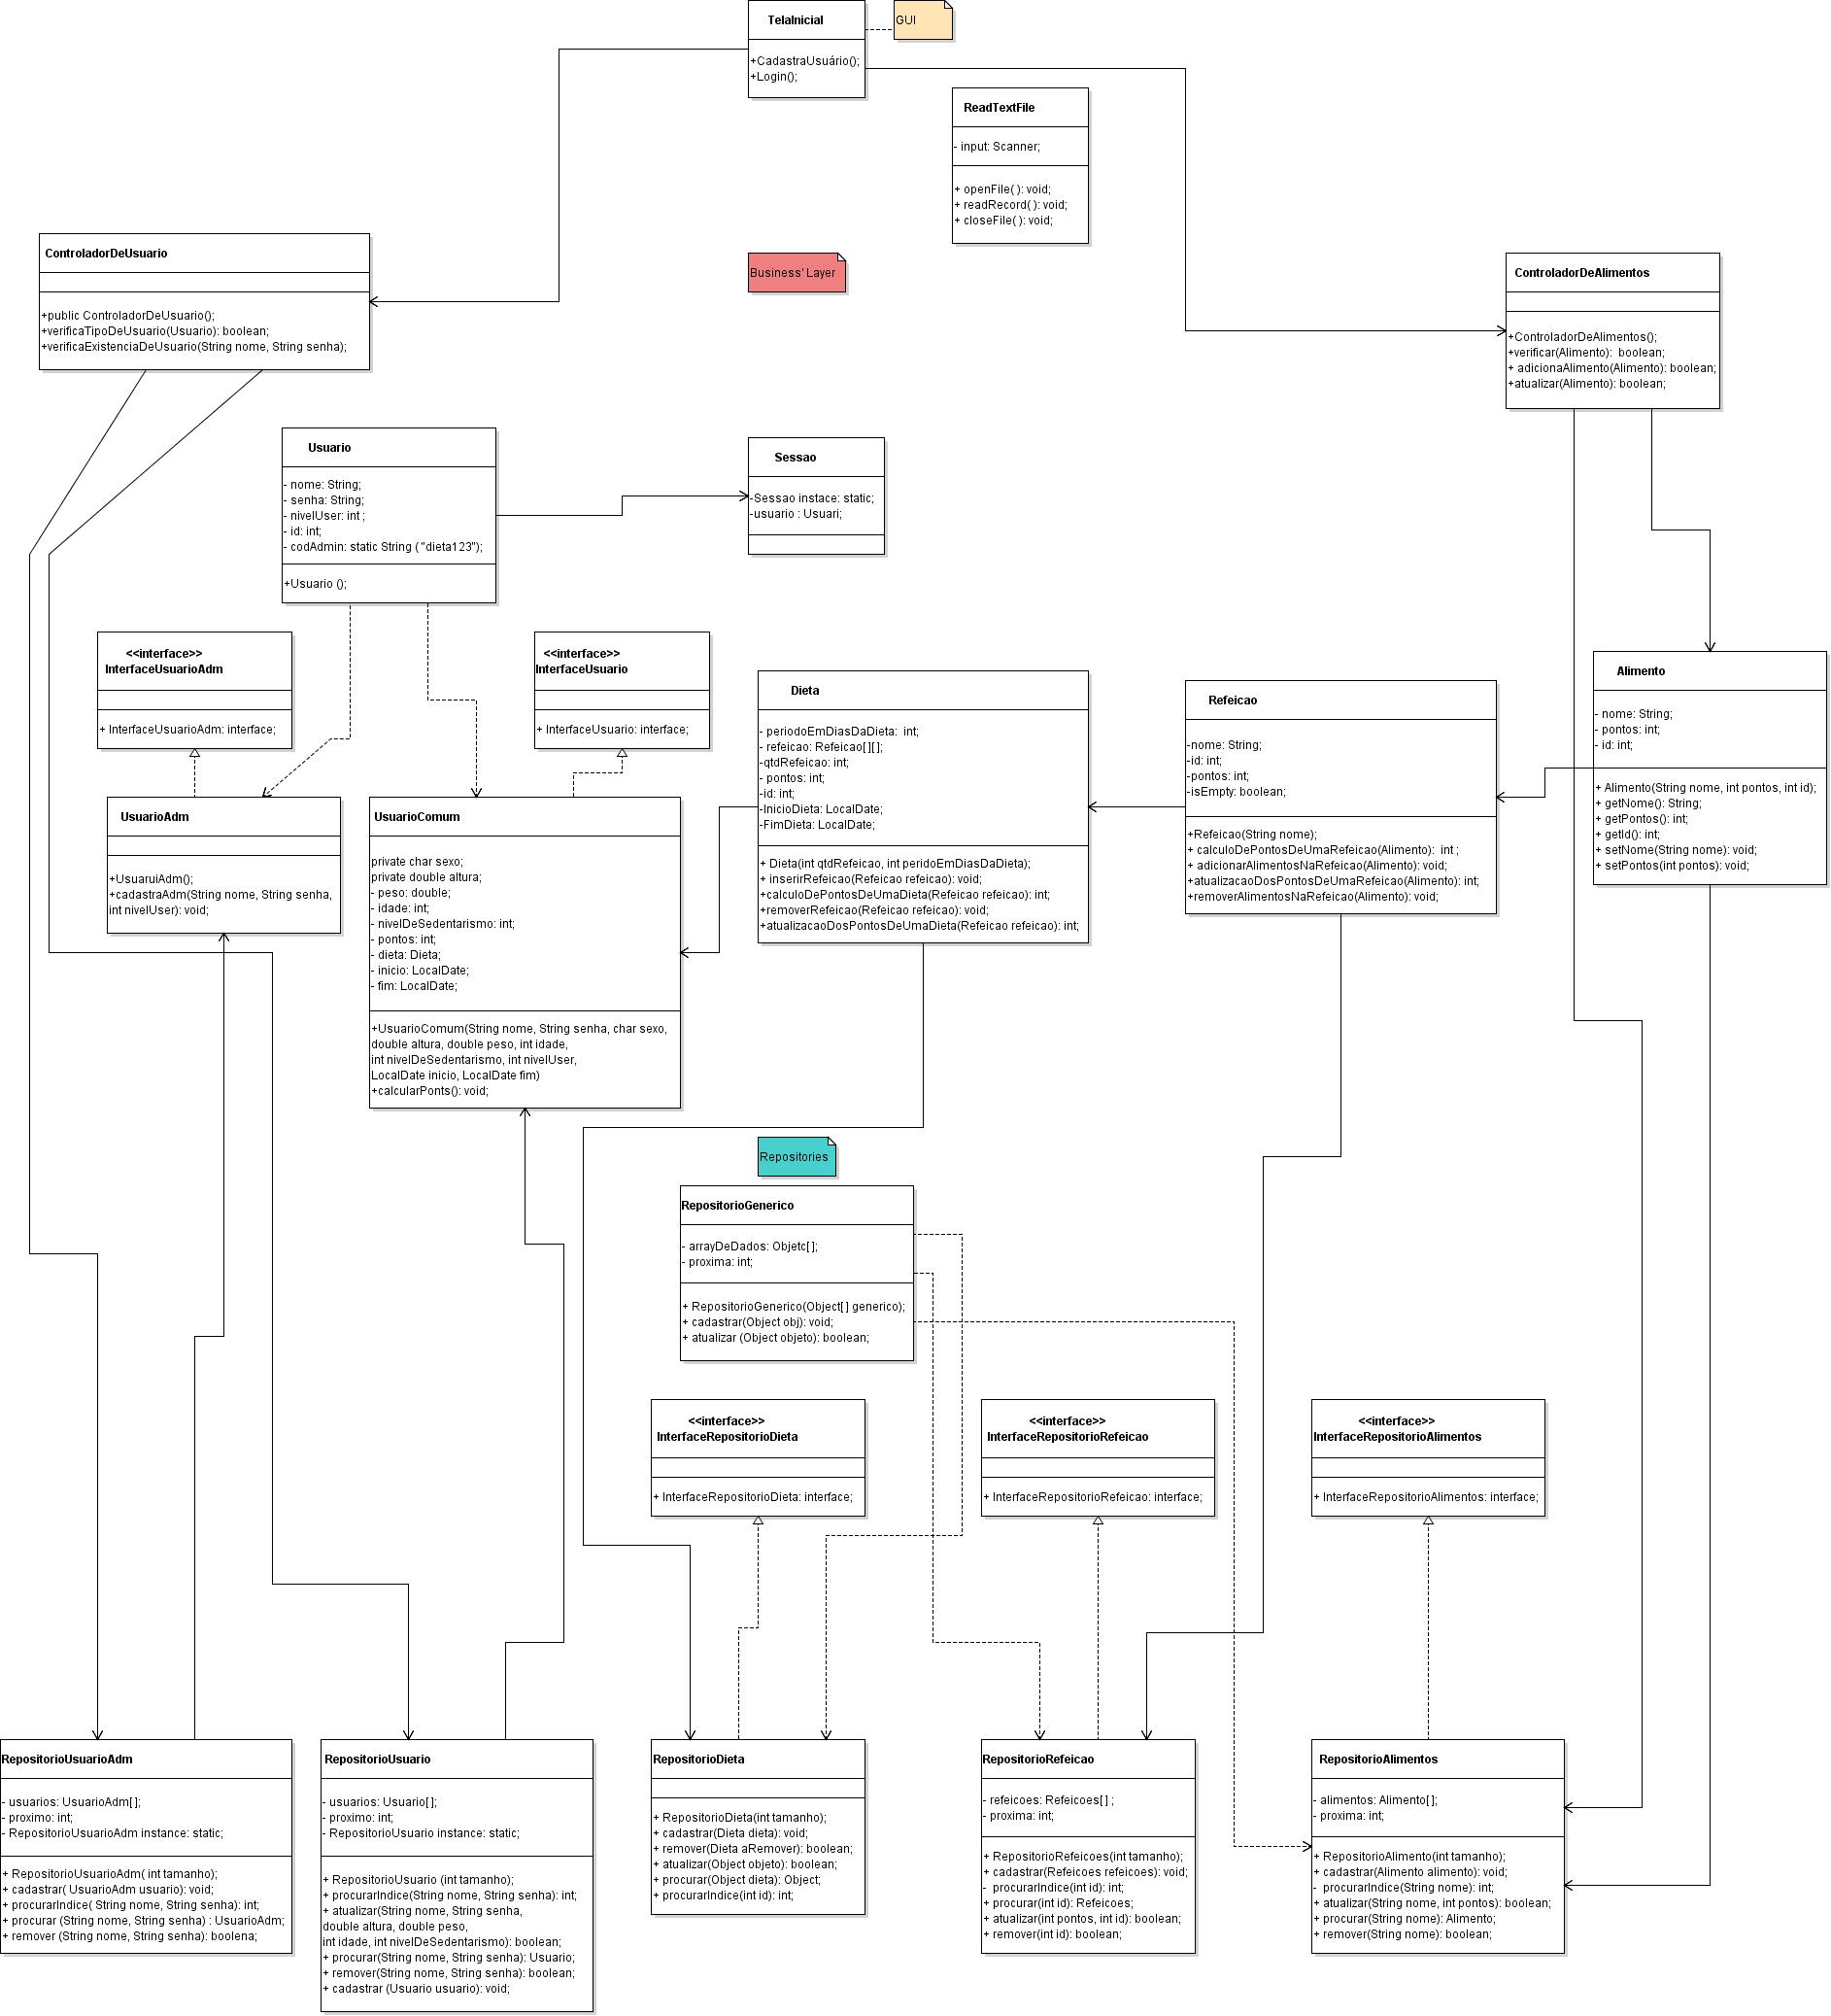 TelaInicial
+CadastraUsuário();
+Login();
GUI
ReadTextFile
- input: Scanner;
+ openFile( ): void;
+ readRecord( ): void;
+ closeFile( ): void;
ControladorDeUsuario
+public ControladorDeUsuario();
+verificaTipoDeUsuario(Usuario): boolean;
+verificaExistenciaDeUsuario(String nome, String senha);
Business' Layer
ControladorDeAlimentos
+ControladorDeAlimentos();
+verificar(Alimento):  boolean;
+ adicionaAlimento(Alimento): boolean;
+atualizar(Alimento): boolean;
Usuario
- nome: String;
- senha: String;
- nivelUser: int ;
- id: int;
- codAdmin: static String ( "dieta123");
+Usuario ();
Sessao
-Sessao instace: static;
-usuario : Usuari;
<<interface>>
InterfaceUsuarioAdm
+ InterfaceUsuarioAdm: interface;
<<interface>>
InterfaceUsuario
+ InterfaceUsuario: interface;
Dieta
- periodoEmDiasDaDieta:  int;
- refeicao: Refeicao[ ][ ];
-qtdRefeicao: int;
- pontos: int;
-id: int;
-InicioDieta: LocalDate;
-FimDieta: LocalDate;
+ Dieta(int qtdRefeicao, int peridoEmDiasDaDieta);
+ inserirRefeicao(Refeicao refeicao): void;
+calculoDePontosDeUmaDieta(Refeicao refeicao): int;
+removerRefeicao(Refeicao refeicao): void;
+atualizacaoDosPontosDeUmaDieta(Refeicao refeicao): int;
Refeicao
-nome: String;
-id: int;
-pontos: int;
-isEmpty: boolean;
+Refeicao(String nome);
+ calculoDePontosDeUmaRefeicao(Alimento):  int ;
+ adicionarAlimentosNaRefeicao(Alimento): void;
+atualizacaoDosPontosDeUmaRefeicao(Alimento): int;
+removerAlimentosNaRefeicao(Alimento): void;
Alimento
- nome: String;
- pontos: int;
- id: int;
+ Alimento(String nome, int pontos, int id);
+ getNome(): String;
+ getPontos(): int;
+ getId(): int;
+ setNome(String nome): void;
+ setPontos(int pontos): void;
UsuarioAdm
+UsuaruiAdm();
+cadastraAdm(String nome, String senha,
int nivelUser): void;
UsuarioComum
private char sexo;
private double altura;
- peso: double;
- idade: int;
- nivelDeSedentarismo: int;
- pontos: int;
- dieta: Dieta;
- inicio: LocalDate;
- fim: LocalDate;
+UsuarioComum(String nome, String senha, char sexo,
double altura, double peso, int idade,
int nivelDeSedentarismo, int nivelUser,
LocalDate inicio, LocalDate fim)
+calcularPonts(): void;
Repositories
RepositorioGenerico
- arrayDeDados: Objetc[ ];
- proxima: int;
+ RepositorioGenerico(Object[ ] generico);
+ cadastrar(Object obj): void;
+ atualizar (Object objeto): boolean;
<<interface>>
InterfaceRepositorioDieta
+ InterfaceRepositorioDieta: interface;
<<interface>>
InterfaceRepositorioRefeicao
+ InterfaceRepositorioRefeicao: interface;
<<interface>>
InterfaceRepositorioAlimentos
+ InterfaceRepositorioAlimentos: interface;
RepositorioUsuarioAdm
- usuarios: UsuarioAdm[ ];
- proximo: int;
- RepositorioUsuarioAdm instance: static;
+ RepositorioUsuarioAdm( int tamanho);
+ cadastrar( UsuarioAdm usuario): void;
+ procurarIndice( String nome, String senha): int;
+ procurar (String nome, String senha) : UsuarioAdm;
+ remover (String nome, String senha): boolena;
RepositorioUsuario
- usuarios: Usuario[ ];
- proximo: int;
- RepositorioUsuario instance: static;
+ RepositorioUsuario (int tamanho);
+ procurarIndice(String nome, String senha): int;
+ atualizar(String nome, String senha,
double altura, double peso,
int idade, int nivelDeSedentarismo): boolean;
+ procurar(String nome, String senha): Usuario;
+ remover(String nome, String senha): boolean;
+ cadastrar (Usuario usuario): void;
RepositorioDieta
+ RepositorioDieta(int tamanho);
+ cadastrar(Dieta dieta): void;
+ remover(Dieta aRemover): boolean;
+ atualizar(Object objeto): boolean;
+ procurar(Object dieta): Object;
+ procurarIndice(int id): int;
RepositorioRefeicao
- refeicoes: Refeicoes[ ] ;
- proxima: int;
+ RepositorioRefeicoes(int tamanho);
+ cadastrar(Refeicoes refeicoes): void;
-  procurarIndice(int id): int;
+ procurar(int id): Refeicoes;
+ atualizar(int pontos, int id): boolean;
+ remover(int id): boolean;
RepositorioAlimentos
- alimentos: Alimento[ ];
- proxima: int;
+ RepositorioAlimento(int tamanho);
+ cadastrar(Alimento alimento): void;
-  procurarIndice(String nome): int;
+ atualizar(String nome, int pontos): boolean;
+ procurar(String nome): Alimento;
+ remover(String nome): boolean;